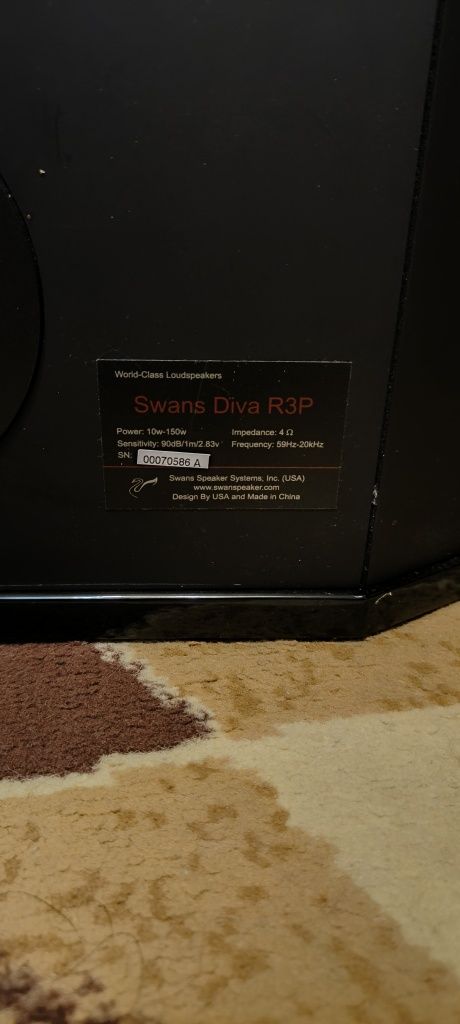 World-Class Loudspeakers
Swans Diva R3P
Power: 10w-150w Impedance: 4 Ω
Sensitivity: 90dB/1m/2.83v Frequency: 59Hz-20kHz
SN: 00070586 A
Swans Speaker Systems, Inc. (USA)
www.swanspeaker.com
Design By USA and Made in China